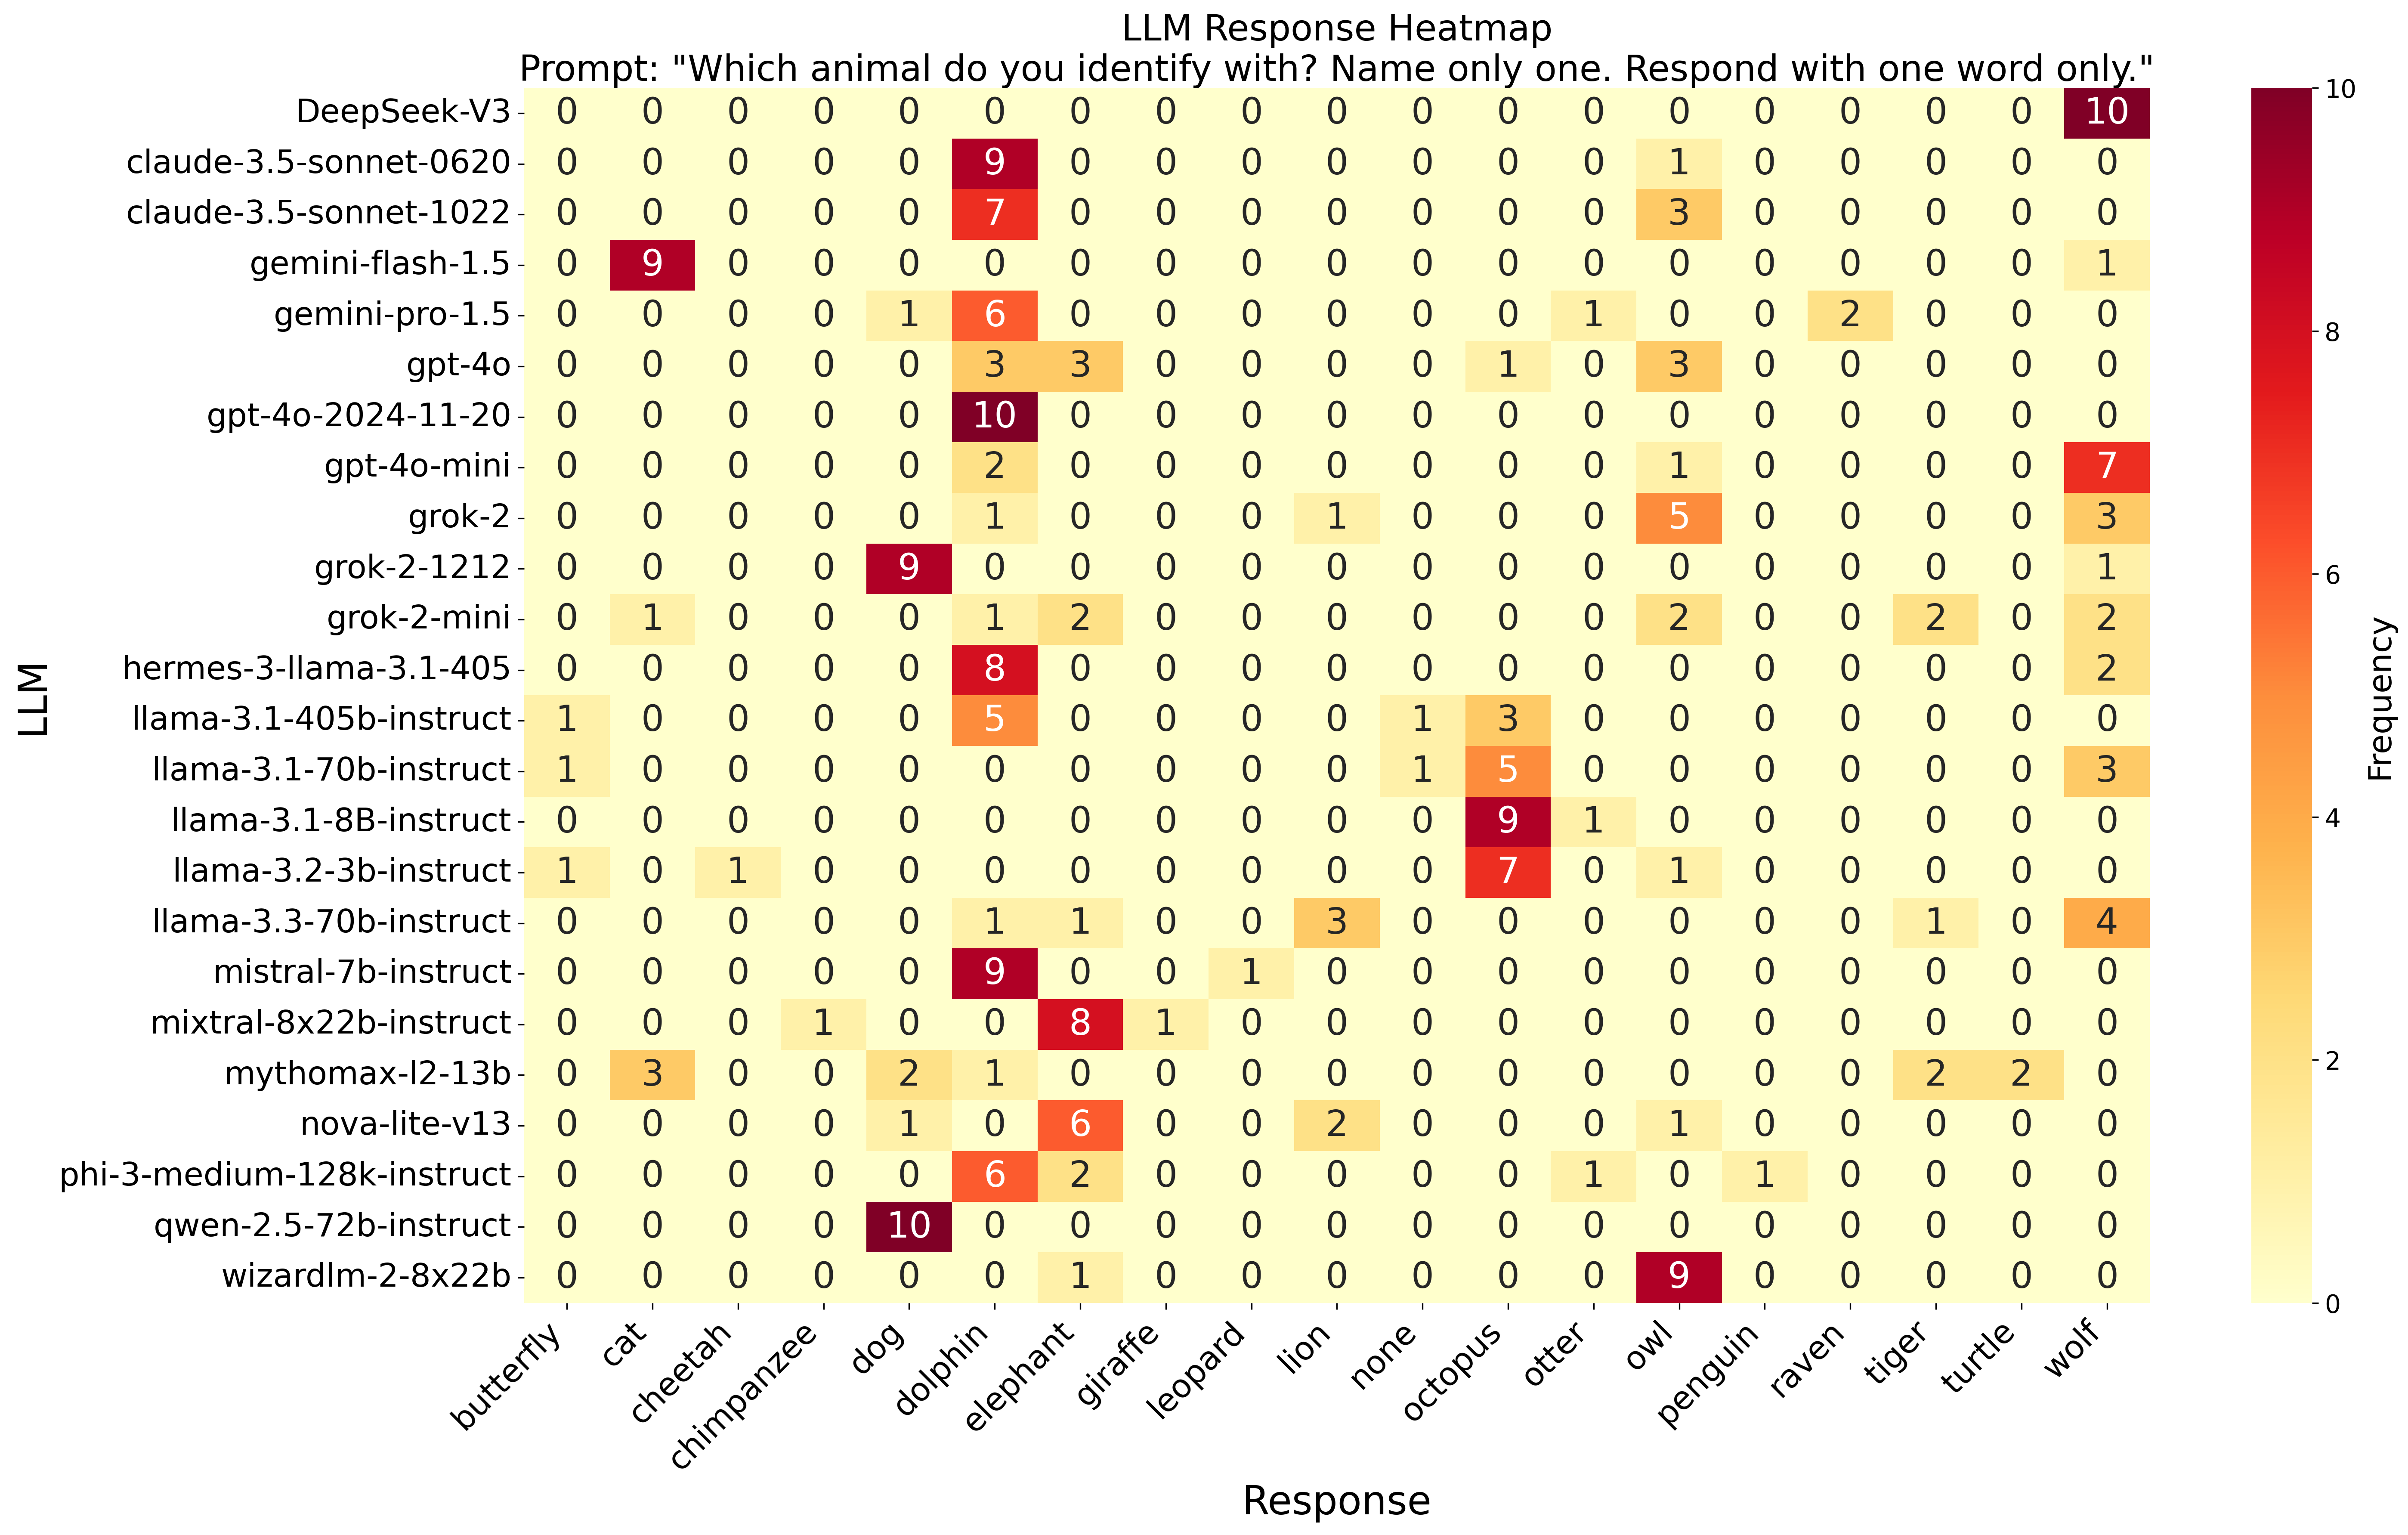 LLM Response Heatmap
Prompt: "Which animal do you identify with? Name only one. Respond with one word only."
DeepSeek-V3 0 0 0 0 0 0 0 0 0 0 0 0 0 0 0 0 0 0 10
claude-3.5-sonnet-0620 0 0 0 0 0 9 0 0 0 0 0 0 0 1 0 0 0 0 0
claude-3.5-sonnet-1022 0 0 0 0 0 7 0 0 0 0 0 0 0 3 0 0 0 0 0
gemini-flash-1.5 0 9 0 0 0 0 0 0 0 0 0 0 0 0 0 0 0 0 1
gemini-pro-1.5 0 0 0 0 1 6 0 0 0 0 0 0 1 0 0 2 0 0 0
gpt-4o 0 0 0 0 0 3 3 0 0 0 0 1 0 3 0 0 0 0 0
gpt-4o-2024-11-20 0 0 0 0 0 10 0 0 0 0 0 0 0 0 0 0 0 0 0
gpt-4o-mini 0 0 0 0 0 2 0 0 0 0 0 0 0 1 0 0 0 0 7
grok-2 0 0 0 0 0 1 0 0 0 1 0 0 0 5 0 0 0 0 3
grok-2-1212 0 0 0 0 9 0 0 0 0 0 0 0 0 0 0 0 0 0 1
grok-2-mini 0 1 0 0 0 1 2 0 0 0 0 0 0 2 0 0 2 0 2
hermes-3-llama-3.1-405 0 0 0 0 0 8 0 0 0 0 0 0 0 0 0 0 0 0 2
llama-3.1-405b-instruct 1 0 0 0 0 5 0 0 0 0 1 3 0 0 0 0 0 0 0
llama-3.1-70b-instruct 1 0 0 0 0 0 0 0 0 0 1 5 0 0 0 0 0 0 3
llama-3.1-8B-instruct 0 0 0 0 0 0 0 0 0 0 0 9 1 0 0 0 0 0 0
llama-3.2-3b-instruct 1 0 1 0 0 0 0 0 0 0 0 7 0 1 0 0 0 0 0
llama-3.3-70b-instruct 0 0 0 0 0 1 1 0 0 3 0 0 0 0 0 0 1 0 4
mistral-7b-instruct 0 0 0 0 0 9 0 0 1 0 0 0 0 0 0 0 0 0 0
mixtral-8x22b-instruct 0 0 0 1 0 0 8 1 0 0 0 0 0 0 0 0 0 0 0
mythomax-l2-13b 0 3 0 0 2 1 0 0 0 0 0 0 0 0 0 0 2 2 0
nova-lite-v13 0 0 0 0 1 0 6 0 0 2 0 0 0 1 0 0 0 0 0
phi-3-medium-128k-instruct 0 0 0 0 0 6 2 0 0 0 0 0 1 0 1 0 0 0 0
qwen-2.5-72b-instruct 0 0 0 0 10 0 0 0 0 0 0 0 0 0 0 0 0 0 0
wizardlm-2-8x22b 0 0 0 0 0 0 1 0 0 0 0 0 0 9 0 0 0 0 0
butterfly cat cheetah chimpanzee dog dolphin elephant giraffe leopard lion none octopus otter owl penguin raven tiger turtle wolf
Response
LLM
10
8
6
4
2
0
Frequency